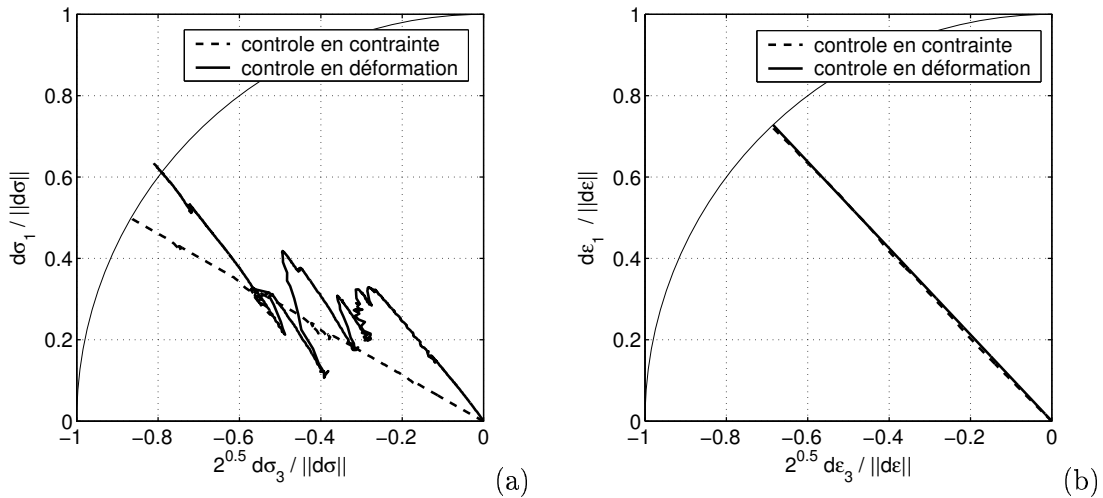 1
0.8
0.6
0.4
0.2
0
−1
−0.8
−0.6
−0.4
−0.2
0
dσ1 / ||dσ||
2^0.5 dσ3 / ||dσ||
controle en contrainte
controle en déformation
(a)
1
0.8
0.6
0.4
0.2
0
−1
−0.8
−0.6
−0.4
−0.2
0
dε1 / ||dε||
2^0.5 dε3 / ||dε||
controle en contrainte
controle en déformation
(b)